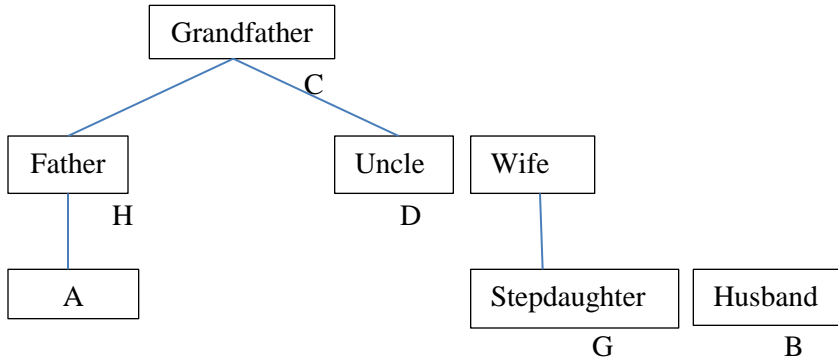 Grandfather
C
Father Uncle Wife
H D
A Stepdaughter Husband
G B